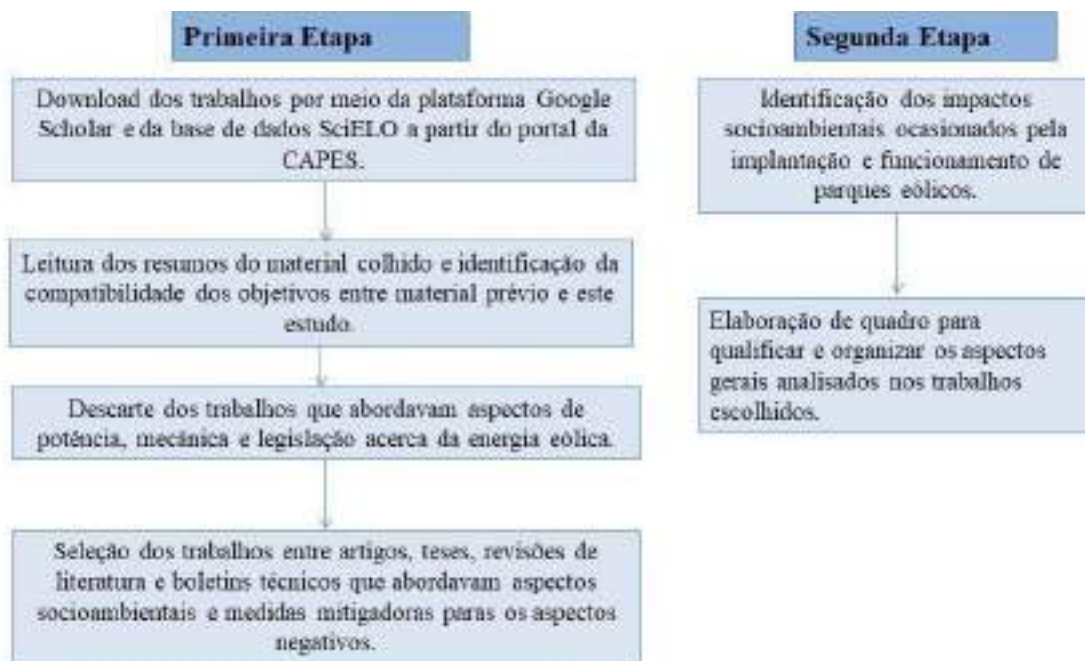 Primeira Etapa
Download dos trabalhos por meio da plataforma Google
Scholar e da base de dados SciELO a partir do portal da
CAPES.
Leitura dos resumos do material colhido e identificação da
compatibilidade dos objetivos entre material prévio e este
estudo.
Descarte dos trabalhos que abordavam aspectos de
potência, mecânica e legislação acerca da energia eólica.
Seleção dos trabalhos entre artigos, teses, revisões de
literatura e boletins técnicos que abordavam aspectos
socioambientais e medidas mitigadoras paras os aspectos
negativos.
Segunda Etapa
Identificação dos impactos
socioambientais ocasionados pela
implantação e funcionamento de
parques eólicos.
Elaboração de quadro para
qualificar e organizar os aspectos
gerais analisados nos trabalhos
escolhidos.